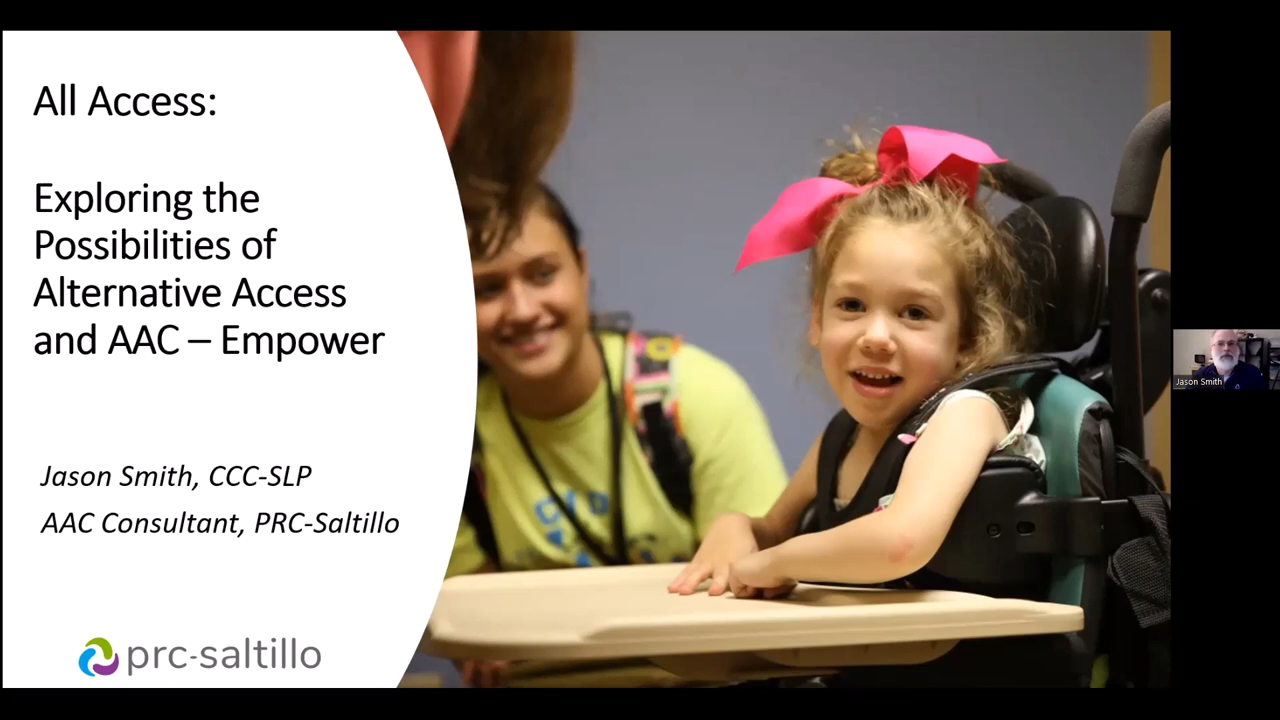 All Access:
Exploring the
Possibilities of
Alternative Access
and AAC – Empower
Jason Smith, CCC-SLP
AAC Consultant, PRC-Saltillo
prc-saltillo
Jason Smith